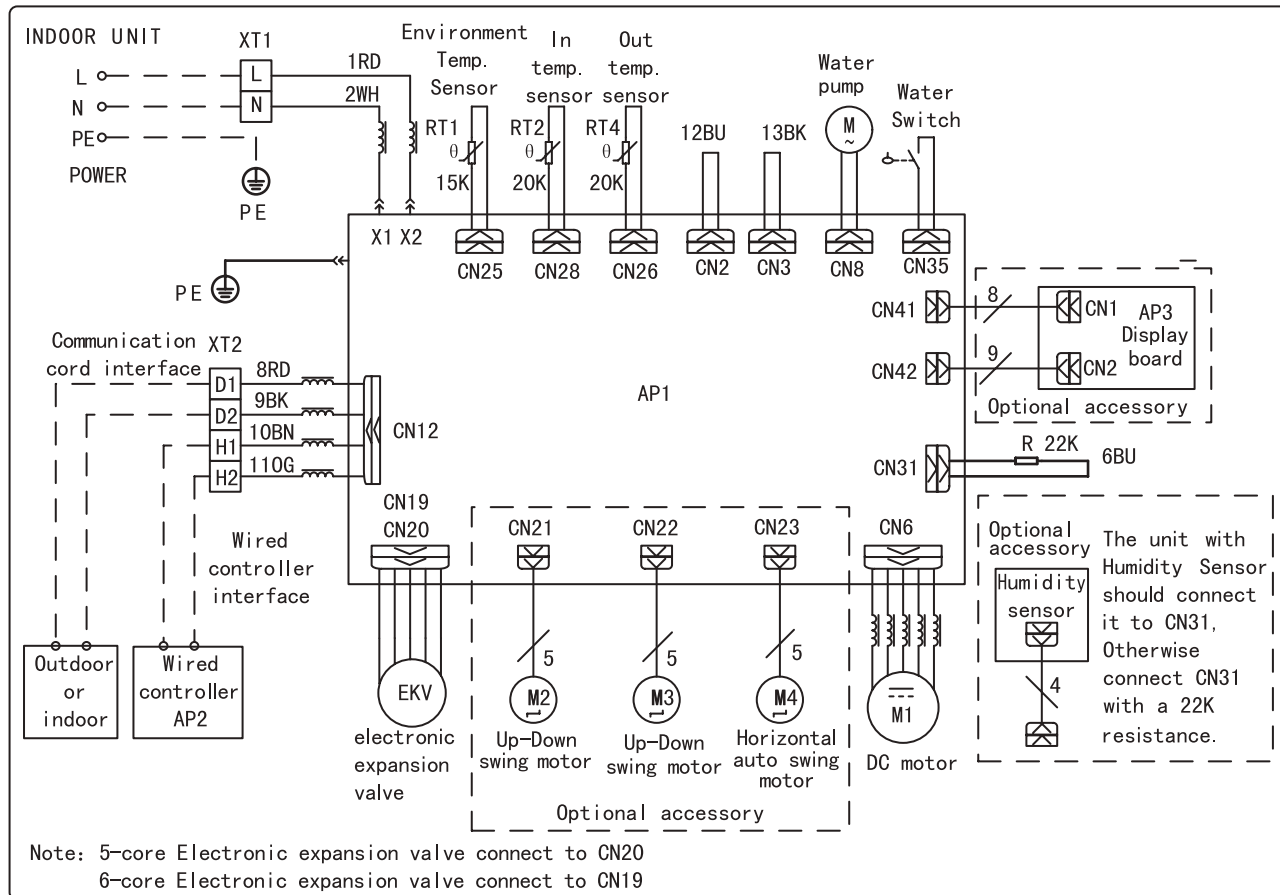 INDOOR UNIT
XT1
L
N
PE
POWER
L
N
1RD
2WH
PE
Environment
Temp.
Sensor
In
temp.
sensor
Out
temp.
sensor
RT1
θ
15K
RT2
θ
20K
RT4
θ
20K
12BU
13BK
Water
pump
M
~
Water
Switch
X1 X2
CN25
CN28
CN26
CN2
CN3
CN8
CN35
PE
Communication
cord interface
XT2
D1
D2
H1
H2
8RD
9BK
10BN
11OG
CN12
AP1
CN41
8
CN1
CN42
9
CN2
AP3
Display
board
Optional accessory
CN31
R 22K
6BU
Wired
controller
interface
Outdoor
or
indoor
Wired
controller
AP2
CN19
CN20
EKV
electronic
expansion
valve
CN21
5
M2
Up-Down
swing motor
CN22
5
M3
Up-Down
swing motor
CN23
5
M4
Horizontal
auto swing
motor
Optional accessory
CN6
M1
DC motor
Optional
accessory
Humidity
sensor
4
The unit with
Humidity Sensor
should connect
it to CN31,
Otherwise
connect CN31
with a 22K
resistance.
Note: 5-core Electronic expansion valve connect to CN20
6-core Electronic expansion valve connect to CN19